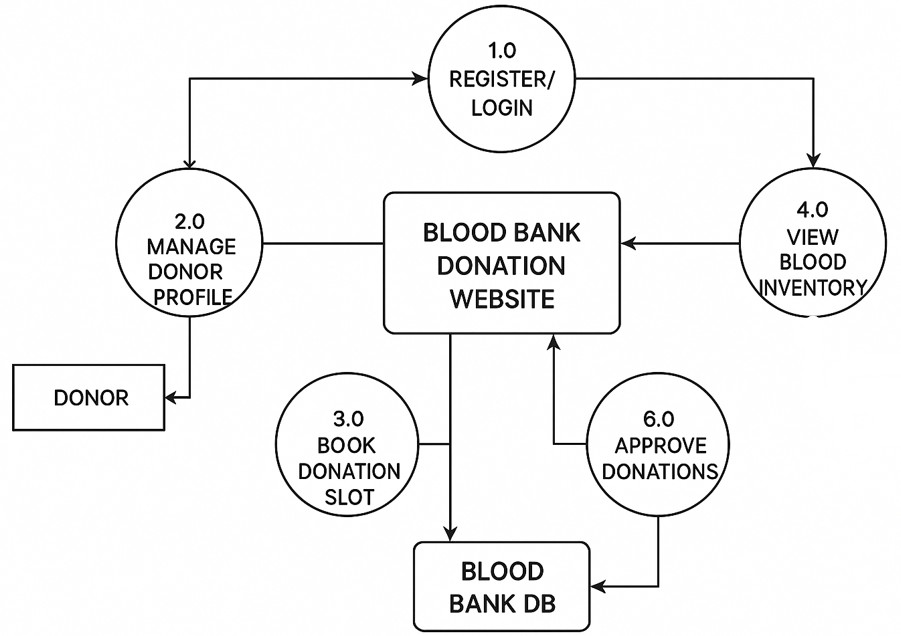 1.0
REGISTER/
LOGIN
2.0
MANAGE
DONOR
PROFILE
BLOOD BANK
DONATION
WEBSITE
4.0
VIEW
BLOOD
INVENTORY
DONOR
3.0
BOOK
DONATION
SLOT
6.0
APPROVE
DONATIONS
BLOOD
BANK DB